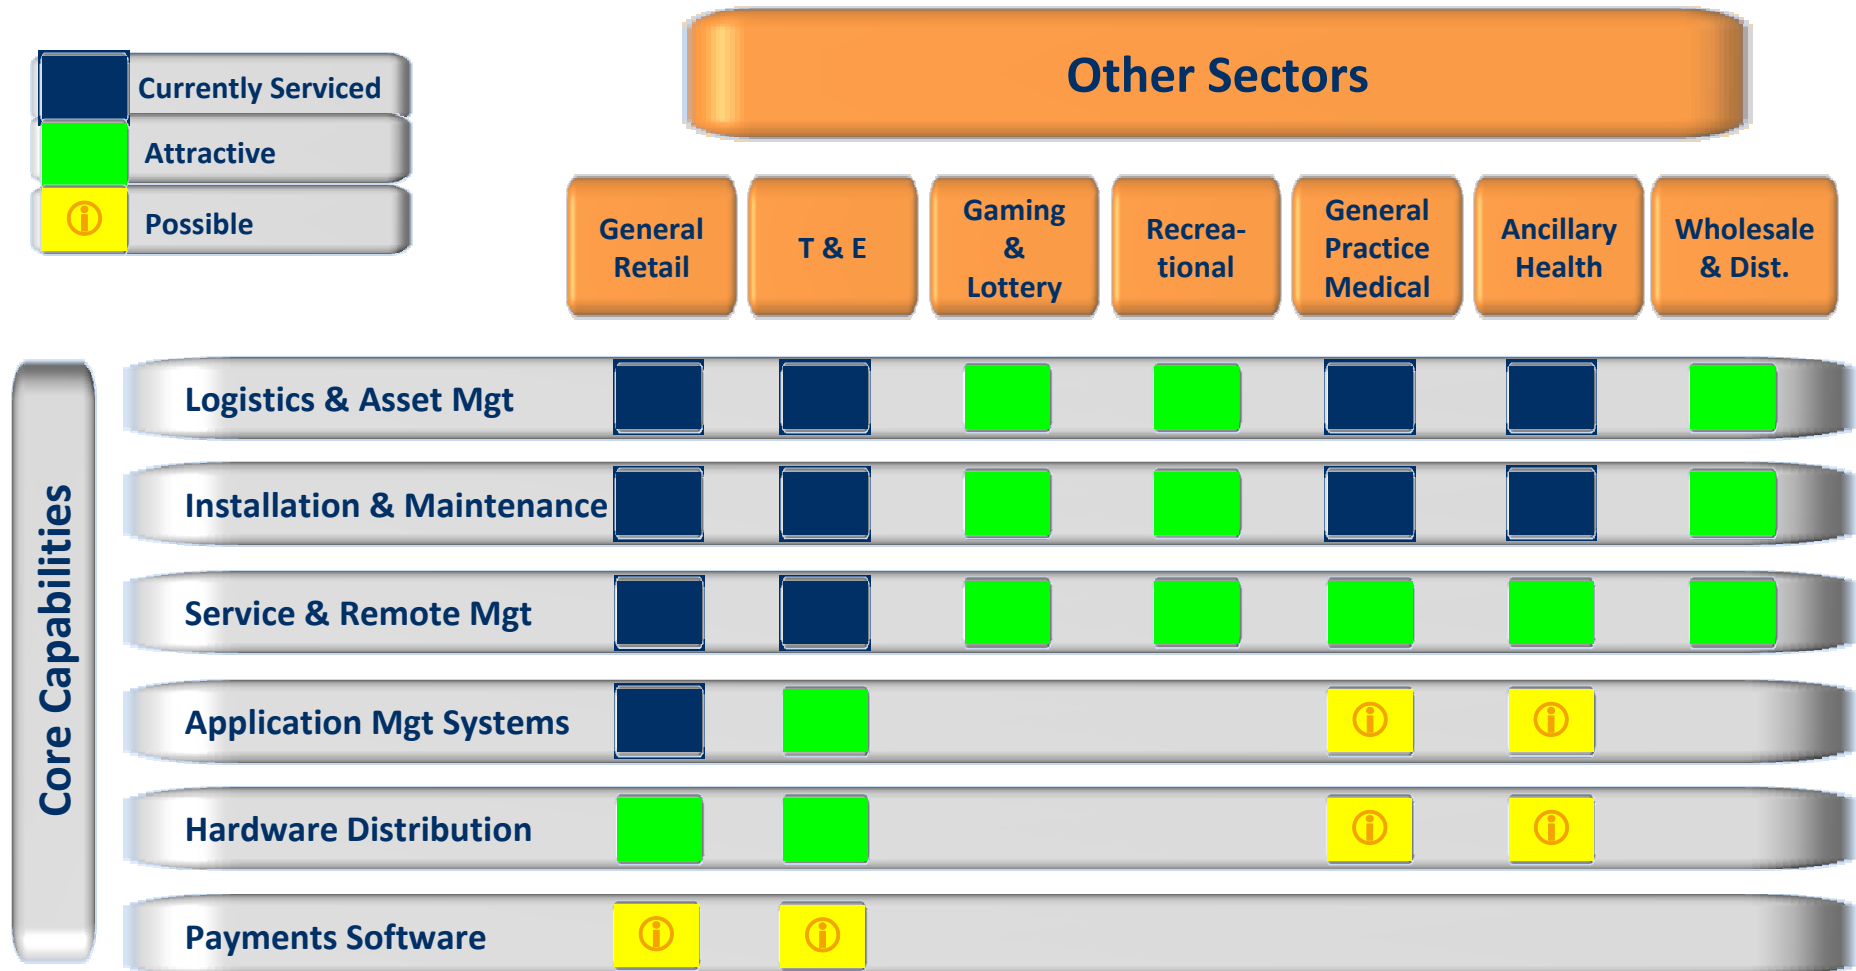 Other Sectors
Currently Serviced
Attractive
Possible
General
Retail
T & E
Gaming
&
Lottery
Recrea-
tional
General
Practice
Medical
Ancillary
Health
Wholesale
& Dist.
Core Capabilities
Logistics & Asset Mgt
Installation & Maintenance
Service & Remote Mgt
Application Mgt Systems
Hardware Distribution
Payments Software